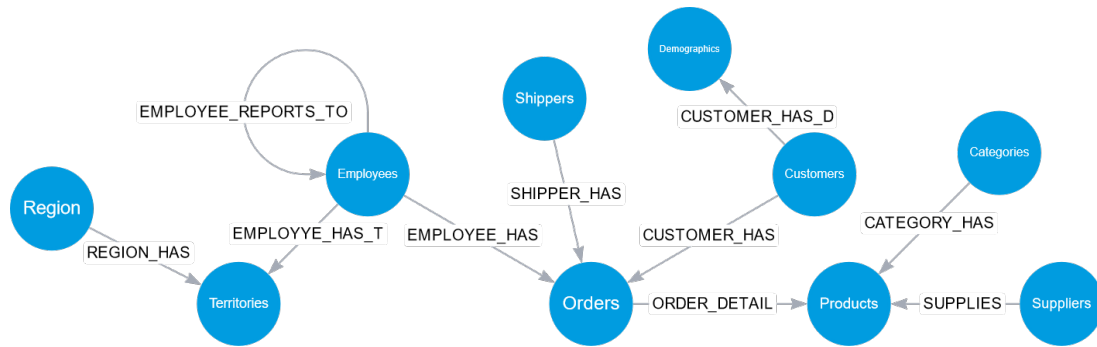 Demographics
Shippers
EMPLOYEE_REPORTS_TO
CUSTOMER_HAS_D
Categories
Employees
Customers
Region
SHIPPER_HAS
CATEGORY_HAS
EMPLOYYE_HAS_T
EMPLOYEE_HAS
CUSTOMER_HAS
REGION_HAS
Territories
Orders
ORDER_DETAIL
Products
SUPPLIES
Suppliers